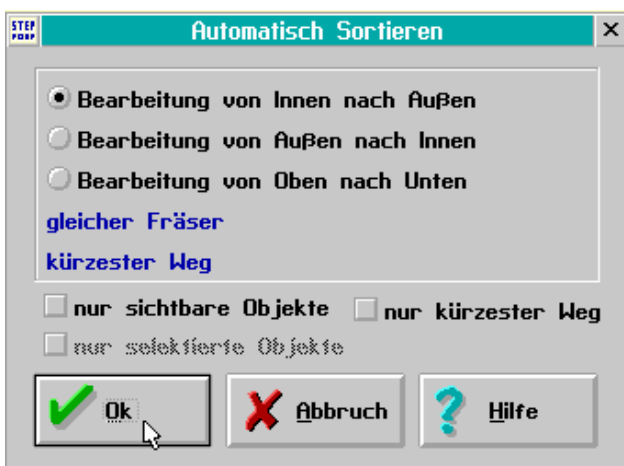 STEP
FOUR
Automatisch Sortieren
Bearbeitung von Innen nach Außen
Bearbeitung von Außen nach Innen
Bearbeitung von Oben nach Unten
gleicher Fräser
kürzester Weg
nur sichtbare Objekte nur kürzester Weg
nur selektierte Objekte
Ok Abbruch Hilfe